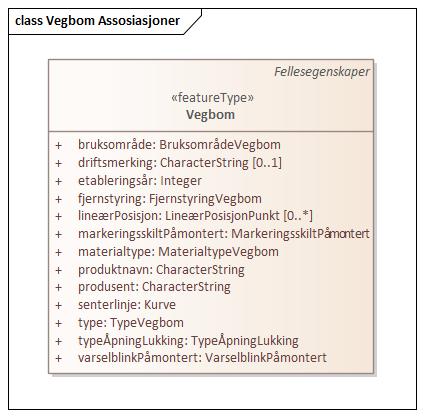 class Vegbom Assosiasjoner
Fellesegenskaper
«featureType»
Vegbom
+ bruksområde: BruksområdeVegbom
+ driftsmerking: CharacterString [0..1]
+ etableringsår: Integer
+ fjernstyring: FjernstyringVegbom
+ lineærPosisjon: LineærPosisjonPunkt [0..*]
+ markeringsskiltPåmontert: MarkeringsskiltPåmontert
+ materialtype: MaterialtypeVegbom
+ produktnavn: CharacterString
+ produsent: CharacterString
+ senterlinje: Kurve
+ type: TypeVegbom
+ typeÅpningLukking: TypeÅpningLukking
+ varselblinkPåmontert: VarselblinkPåmontert